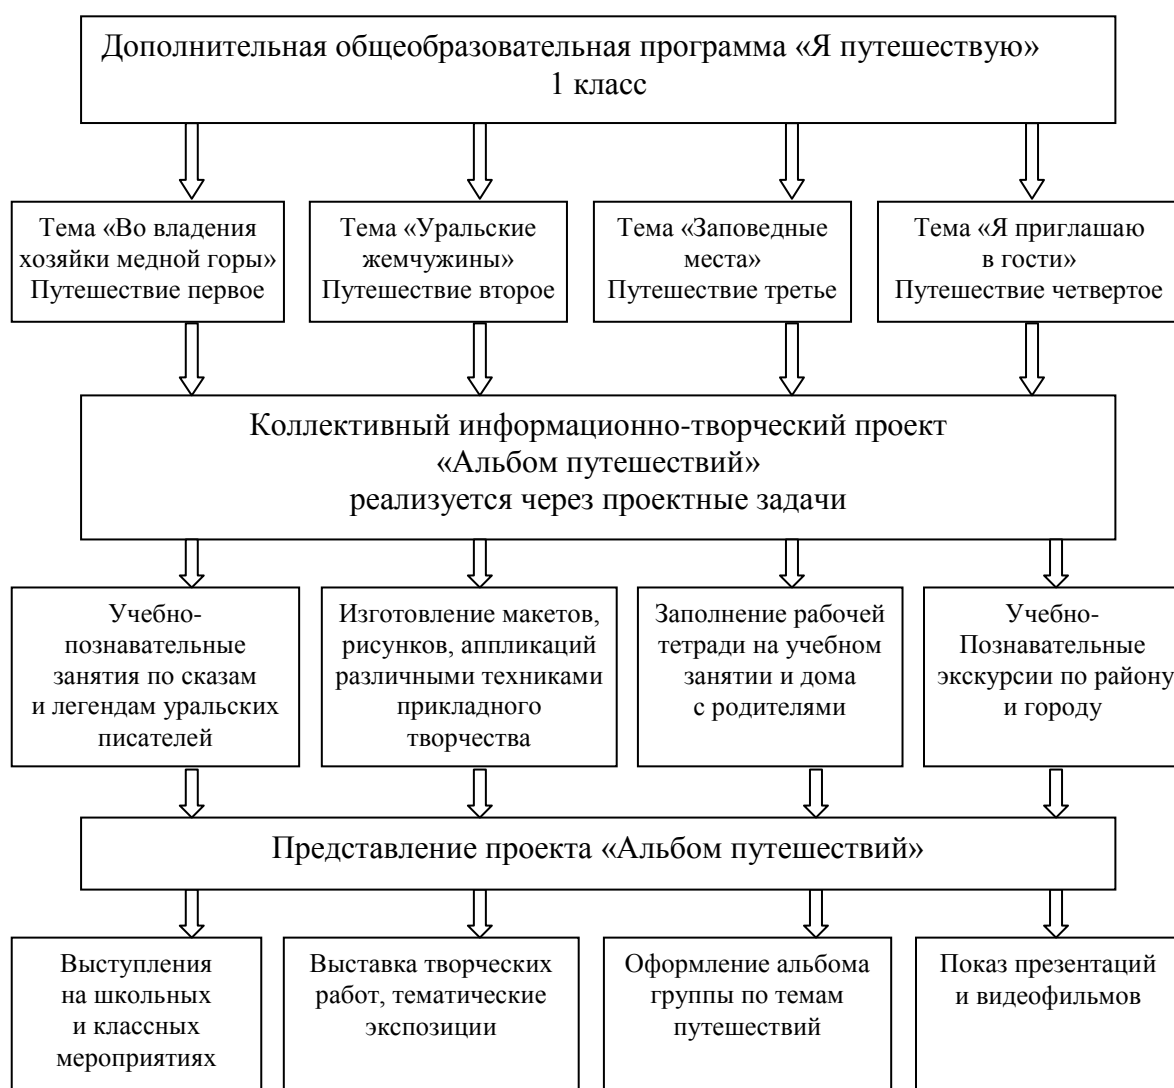 Дополнительная общеобразовательная программа «Я путешествую»
1 класс
Тема «Во владения
хозяйки медной горы»
Путешествие первое
Тема «Уральские
жемчужины»
Путешествие второе
Тема «Заповедные
места»
Путешествие третье
Тема «Я приглашаю
в гости»
Путешествие четвертое
Коллективный информационно-творческий проект
«Альбом путешествий»
реализуется через проектные задачи
Учебно-
познавательные
занятия по сказам
и легендам уральских
писателей
Изготовление макетов,
рисунков, аппликаций
различными техниками
прикладного
творчества
Заполнение рабочей
тетради на учебном
занятии и дома
с родителями
Учебно-
Познавательные
экскурсии по району
и городу
Представление проекта «Альбом путешествий»
Выступления
на школьных
и классных
мероприятиях
Выставка творческих
работ, тематические
экспозиции
Оформление альбома
группы по темам
путешествий
Показ презентаций
и видеофильмов